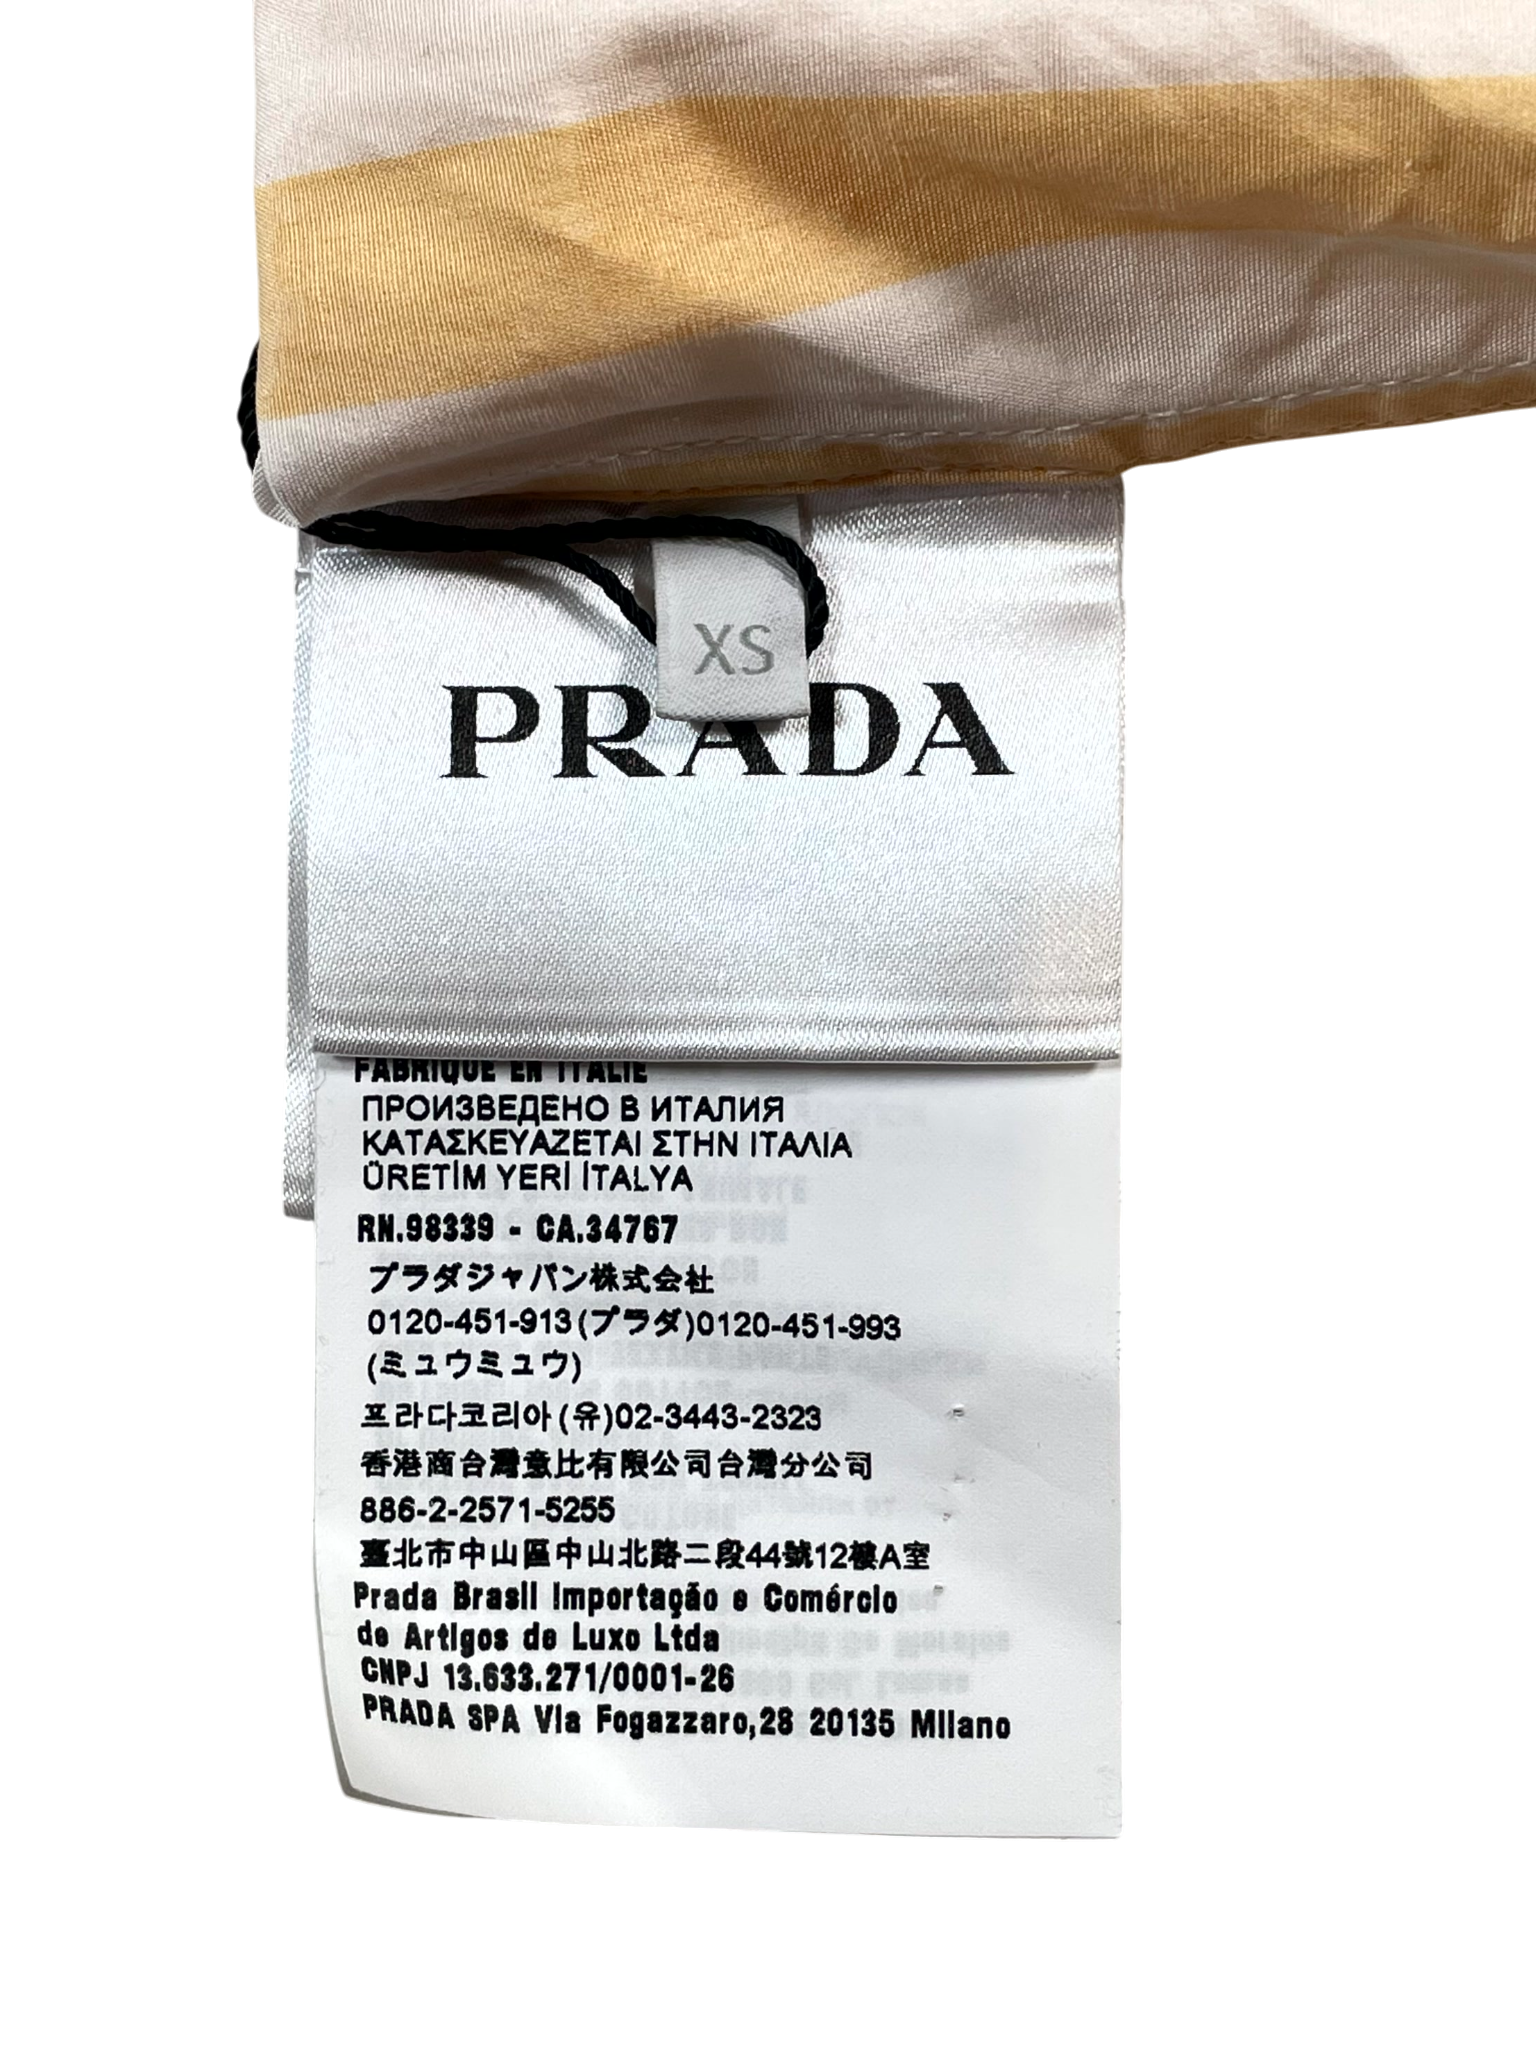 XS
PRADA
FABRIQUE EN ITALIE
ПРОИЗВЕДЕНО В ИТАЛИЯ
ΚΑΤΑΣΚΕΥΑΖΕΤΑΙ ΣΤΗΝ ΙΤΑΛΙΑ
ÜRETİM YERİ İTALYA
RN.98339 - CA.34767
プラダジャパン株式会社
0120-451-913(プラダ)0120-451-993
(ミュウミュウ)
프라다코리아(유)02-3443-2323
香港商台灣意比有限公司台灣分公司
886-2-2571-5255
臺北市中山區中山北路二段44號12樓A室
Prada Brasil Importação e Comércio
de Artigos de Luxo Ltda
CNPJ 13.633.271/0001-26
PRADA SPA Via Fogazzaro,28 20135 Milano